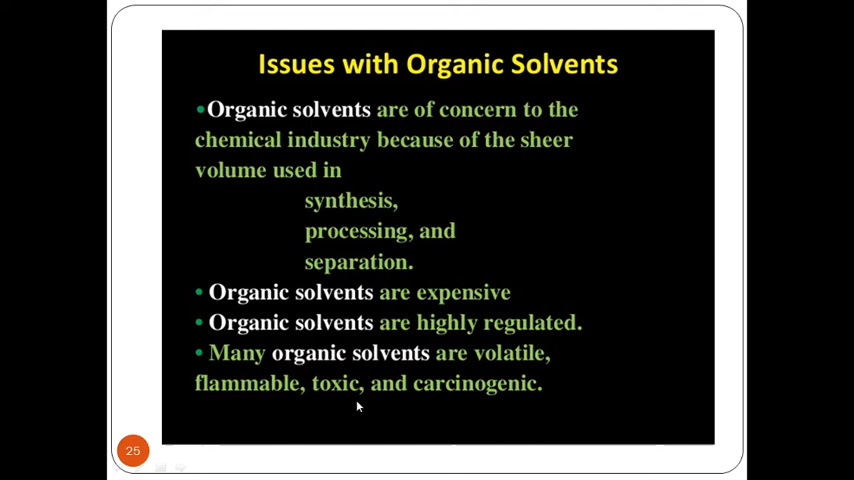 Issues with Organic Solvents
•Organic solvents are of concern to the
chemical industry because of the sheer
volume used in
synthesis,
processing, and
separation.
• Organic solvents are expensive
• Organic solvents are highly regulated.
• Many organic solvents are volatile,
flammable, toxic, and carcinogenic.
25